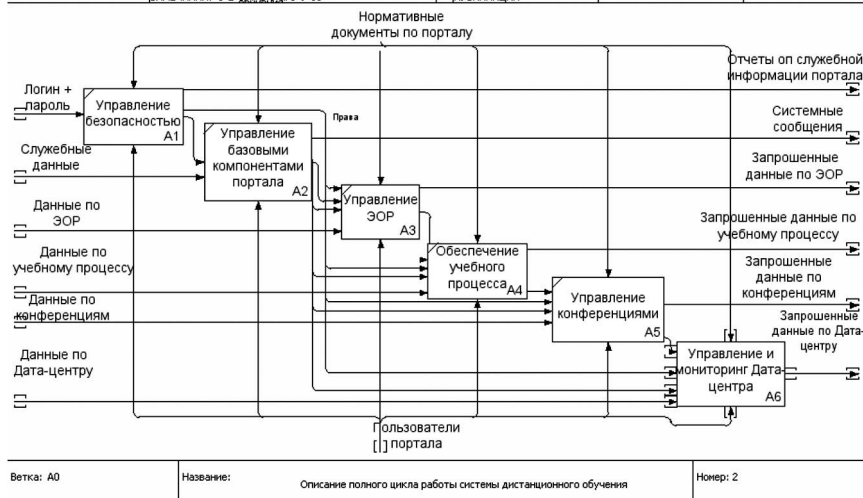 Нормативные
документы по порталу
Отчеты оп служебной
информации портала
Логин +
пароль
Управление
безопасностью
A1
Права
Системные
сообщения
Служебные
данные
Управление
базовыми
компонентами
портала
A2
Запрошенные
данные по ЭОР
Данные по
ЭОР
Управление
ЭОР
A3
Запрошенные данные по
учебному процессу
Данные по
учебному процессу
Обеспечение
учебного
процесса
A4
Запрошенные
данные по
конференциям
Данные по
конференциям
Управление
конференциями
A5
Запрошенные
данные по Дата-
центру
Данные по
Дата-центру
Управление и
мониторинг Дата-
центра
A6
Пользователи
портала
Ветка: A0
Название:
Описание полного цикла работы системы дистанционного обучения
Номер: 2